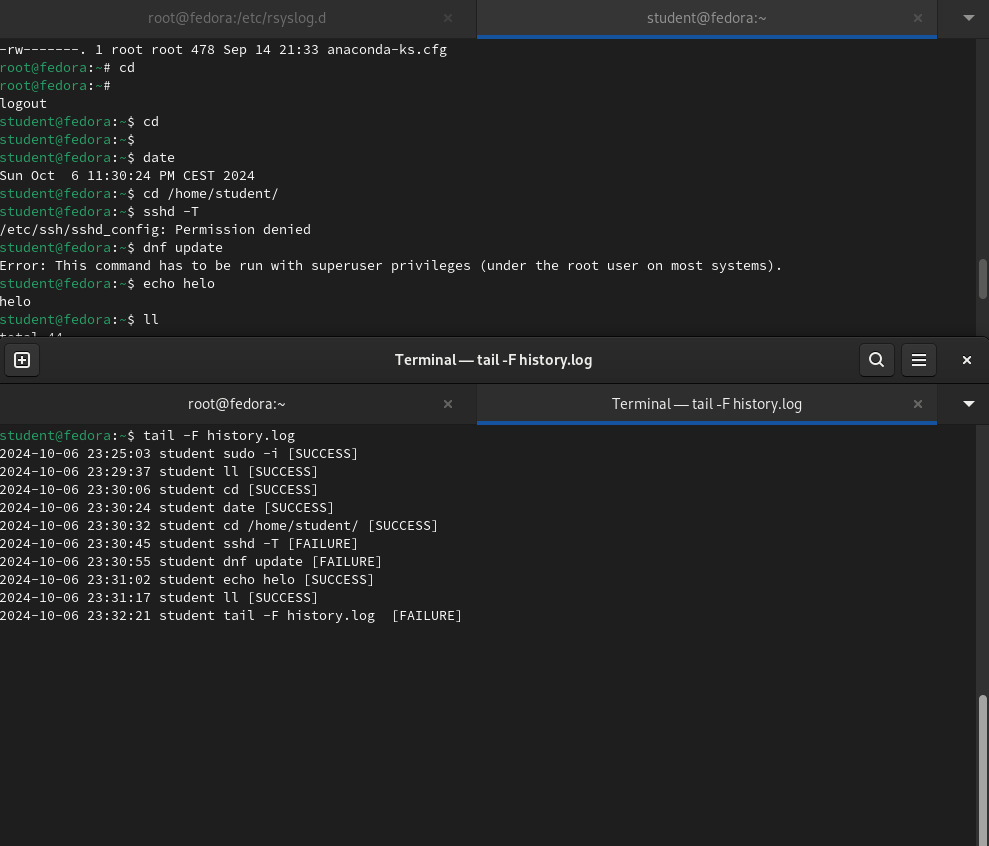 root@fedora:/etc/rsyslog.d
student@fedora:~
-rw-------. 1 root root 478 Sep 14 21:33 anaconda-ks.cfg
root@fedora:~# cd
root@fedora:~#
logout
student@fedora:~$ cd
student@fedora:~$
student@fedora:~$ date
Sun Oct  6 11:30:24 PM CEST 2024
student@fedora:~$ cd /home/student/
student@fedora:~$ sshd -T
/etc/ssh/sshd_config: Permission denied
student@fedora:~$ dnf update
Error: This command has to be run with superuser privileges (under the root user on most systems).
student@fedora:~$ echo helo
helo
student@fedora:~$ ll
Terminal — tail -F history.log
root@fedora:~
Terminal — tail -F history.log
student@fedora:~$ tail -F history.log
2024-10-06 23:25:03 student sudo -i [SUCCESS]
2024-10-06 23:29:37 student ll [SUCCESS]
2024-10-06 23:30:06 student cd [SUCCESS]
2024-10-06 23:30:24 student date [SUCCESS]
2024-10-06 23:30:32 student cd /home/student/ [SUCCESS]
2024-10-06 23:30:45 student sshd -T [FAILURE]
2024-10-06 23:30:55 student dnf update [FAILURE]
2024-10-06 23:31:02 student echo helo [SUCCESS]
2024-10-06 23:31:17 student ll [SUCCESS]
2024-10-06 23:32:21 student tail -F history.log  [FAILURE]